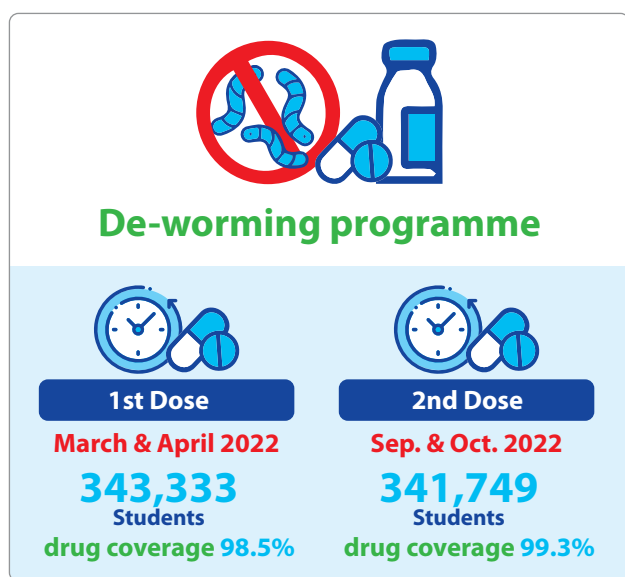 De-worming programme
1st Dose
March & April 2022
343,333
Students
drug coverage 98.5%
2nd Dose
Sep. & Oct. 2022
341,749
Students
drug coverage 99.3%